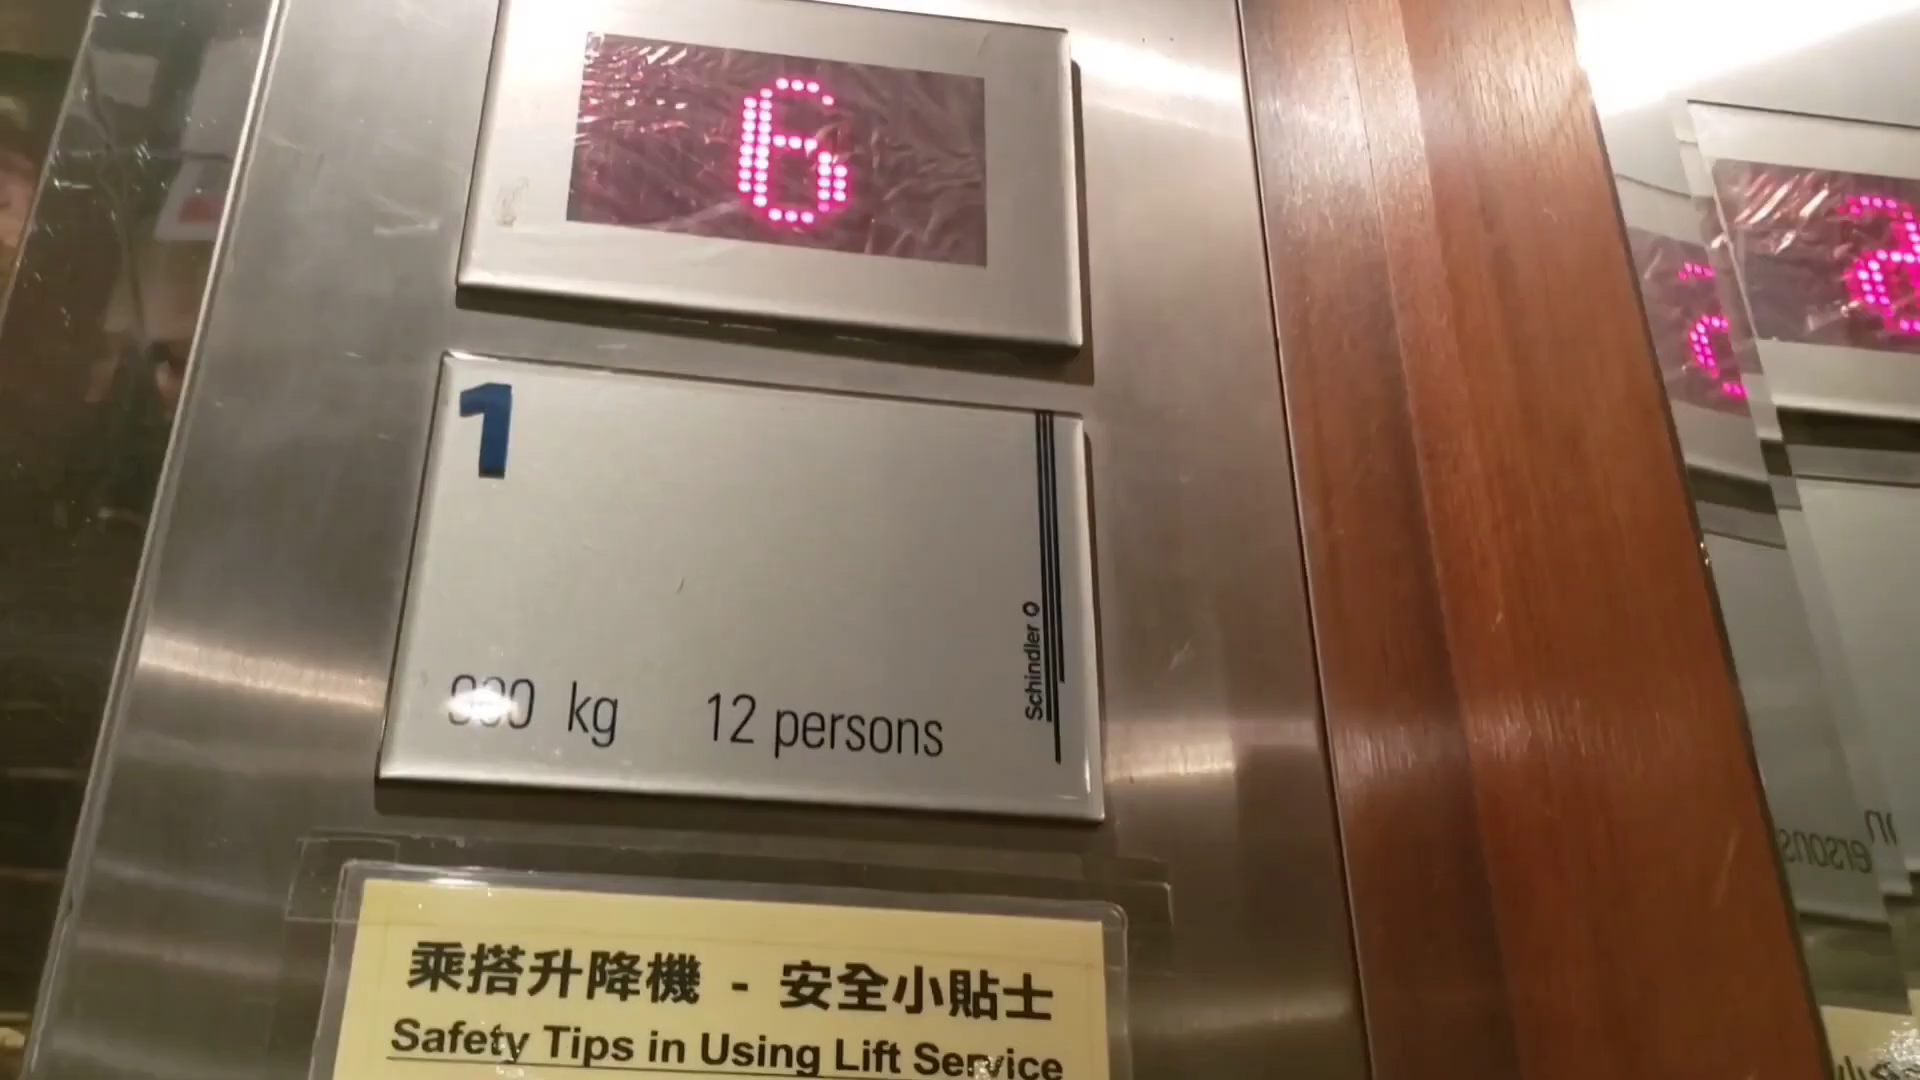 6
1
900 kg 12 persons
Schindler
乘搭升降機 - 安全小貼士
Safety Tips in Using Lift Service